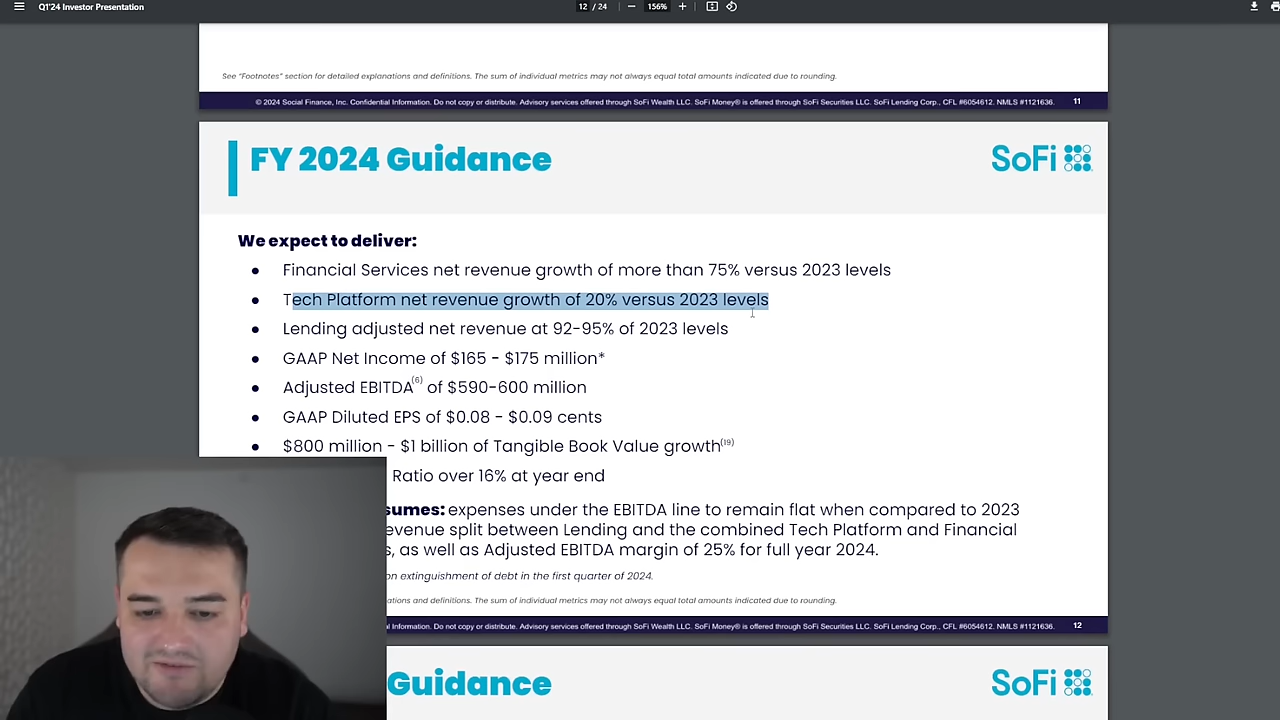 Q1'24 Investor Presentation
12 / 24
156%
See “Footnotes” section for detailed explanations and definitions. The sum of individual metrics may not always equal total amounts indicated due to rounding.
© 2024 Social Finance, Inc. Confidential Information. Do not copy or distribute. Advisory services offered through SoFi Wealth LLC. SoFi Money® is offered through SoFi Securities LLC. SoFi Lending Corp., CFL #6054612. NMLS #1121636.
11
FY 2024 Guidance
SoFi
We expect to deliver:
● Financial Services net revenue growth of more than 75% versus 2023 levels
● Tech Platform net revenue growth of 20% versus 2023 levels
● Lending adjusted net revenue at 92-95% of 2023 levels
● GAAP Net Income of $165 - $175 million*
● Adjusted EBITDA(6) of $590-600 million
● GAAP Diluted EPS of $0.08 - $0.09 cents
● $800 million - $1 billion of Tangible Book Value growth(19)
Ratio over 16% at year end
sumes: expenses under the EBITDA line to remain flat when compared to 2023
evenue split between Lending and the combined Tech Platform and Financial
s, as well as Adjusted EBITDA margin of 25% for full year 2024.
on extinguishment of debt in the first quarter of 2024.
ations and definitions. The sum of individual metrics may not always equal total amounts indicated due to rounding.
l Information. Do not copy or distribute. Advisory services offered through SoFi Wealth LLC. SoFi Money® is offered through SoFi Securities LLC. SoFi Lending Corp., CFL #6054612. NMLS #1121636.
12
Guidance
SoFi